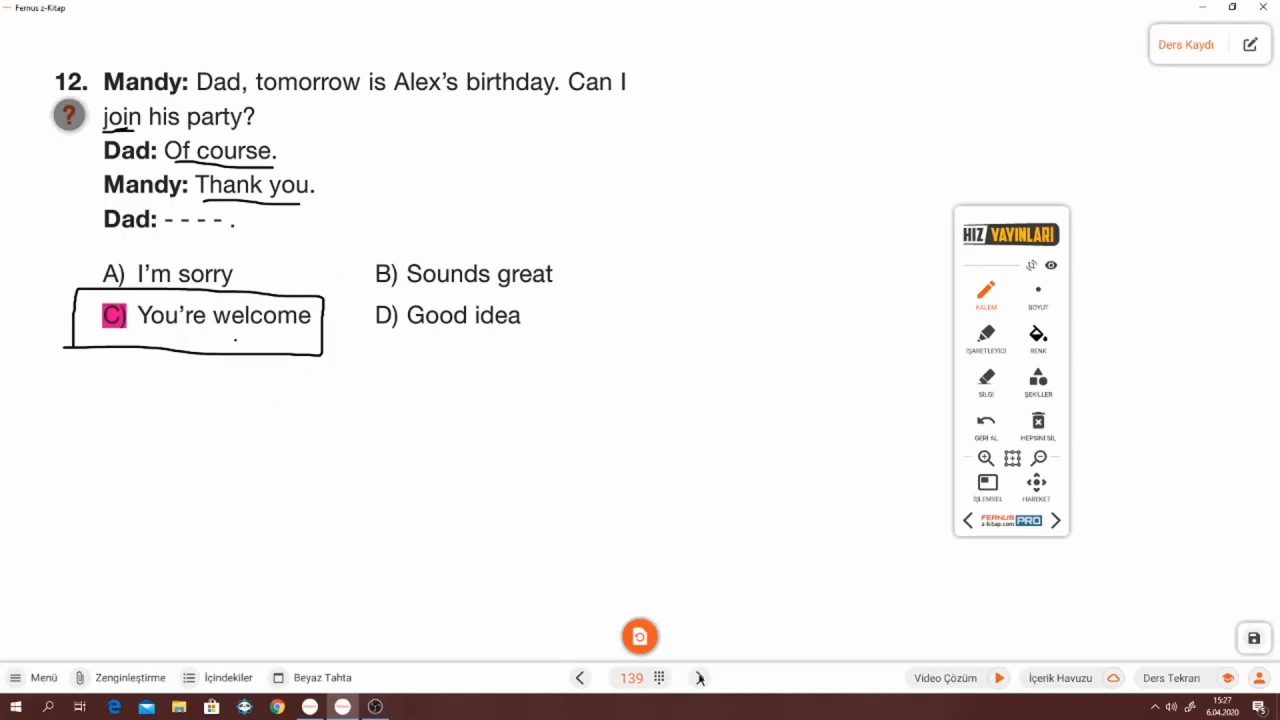 Fernus z-Kitap
Ders Kaydı
12. Mandy: Dad, tomorrow is Alex's birthday. Can I
? join his party?
Dad: Of course.
Mandy: Thank you.
Dad: - - - - .
A) I'm sorry
B) Sounds great
C) You're welcome
D) Good idea
HIZ YAYINLARI
KALEM
BOYUT
İŞARETLEYİCİ
RENK
SİLGİ
ŞEKİLLER
GERİ AL
HEPSİNİ SİL
İŞLEMSEL
HAREKET
FERNUS
z-kitap.com PRO
Menü
Zenginleştirme
İçindekiler
Beyaz Tahta
139
Video Çözüm
İçerik Havuzu
Ders Tekrarı
15:27
6.04.2020